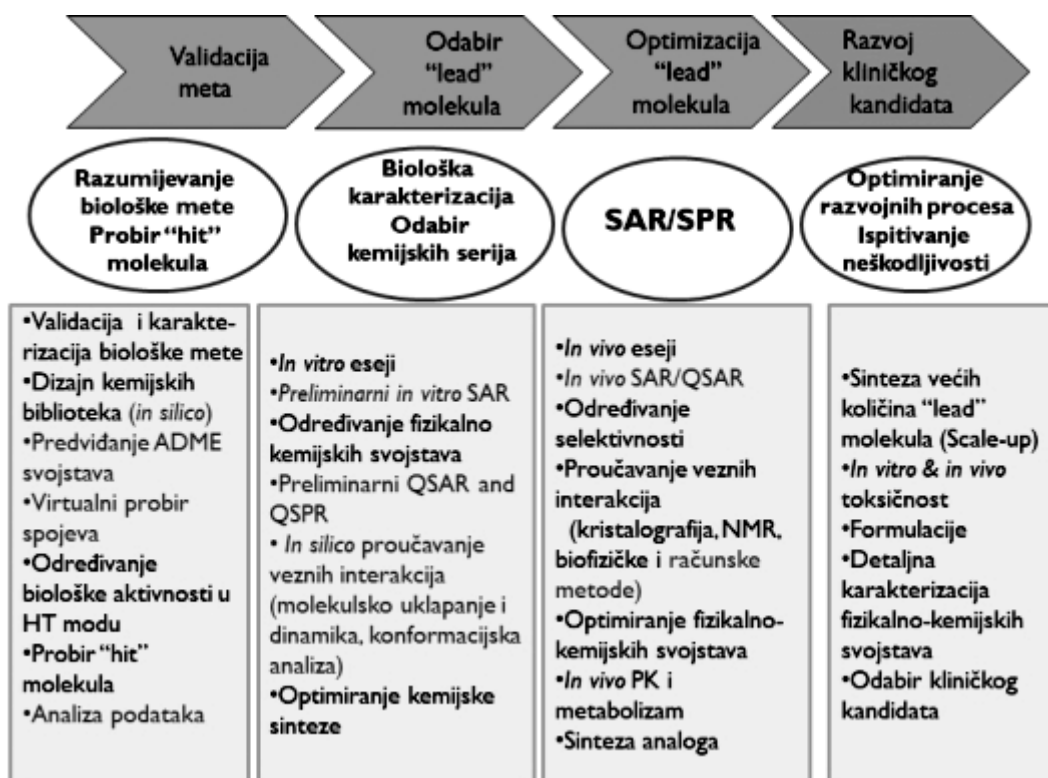 Validacija
meta
Odabir
“lead”
molekula
Optimizacija
“lead”
molekula
Razvoj
kliničkog
kandidata
Razumijevanje
biološke mete
Probir “hit”
molekula
Biološka
karakterizacija
Odabir
kemijskih serija
SAR/SPR
Optimiranje
razvojnih procesa
Ispitivanje
neškodljivosti
•Validacija i karakte-
rizacija biološke mete
•Dizajn kemijskih
biblioteka (in silico)
•Predviđanje ADME
svojstava
•Virtualni probir
spojeva
•Određivanje
biološke aktivnosti u
HT modu
•Probir “hit”
molekula
•Analiza podataka
•In vitro eseji
•Preliminarni in vitro SAR
•Određivanje fizikalno
kemijskih svojstava
•Preliminarni QSAR and
QSPR
• In silico proučavanje
veznih interakcija
(molekulsko uklapanje i
dinamika, konformacijska
analiza)
•Optimiranje kemijske
sinteze
•In vivo eseji
•In vivo SAR/QSAR
•Određivanje
selektivnosti
•Proučavanje veznih
interakcija
(kristalografija, NMR,
biofizičke i računske
metode)
•Optimiranje fizikalno-
kemijskih svojstava
•In vivo PK i
metabolizam
•Sinteza analoga
•Sinteza većih
količina “lead”
molekula (Scale-up)
•In vitro & in vivo
toksičnost
•Formulacije
•Detaljna
karakterizacija
fizikalno-kemijskih
svojstava
•Odabir kliničkog
kandidata